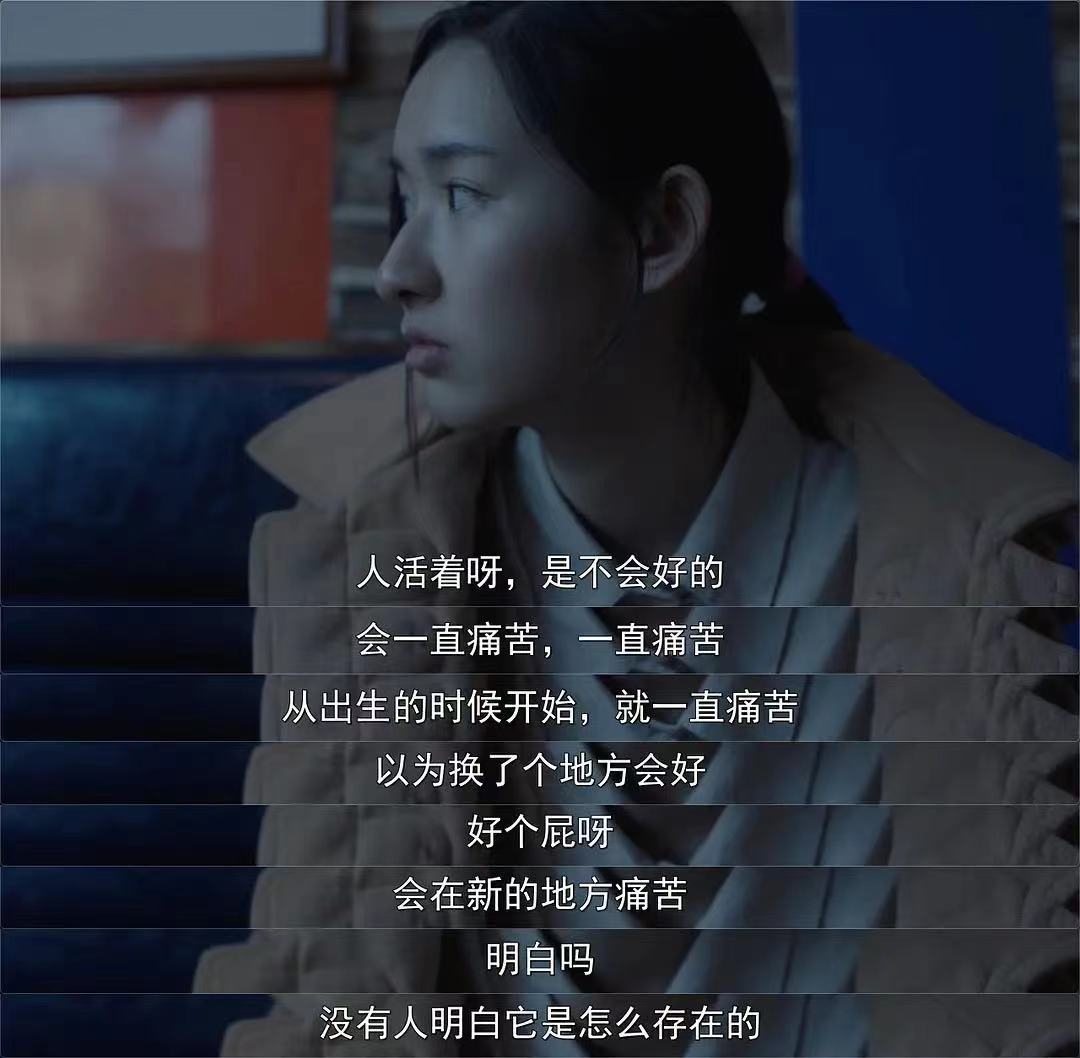 人活着呀，是不会好的
会一直痛苦，一直痛苦
从出生的时候开始，就一直痛苦
以为换了个地方会好
好个屁呀
会在新的地方痛苦
明白吗
没有人明白它是怎么存在的